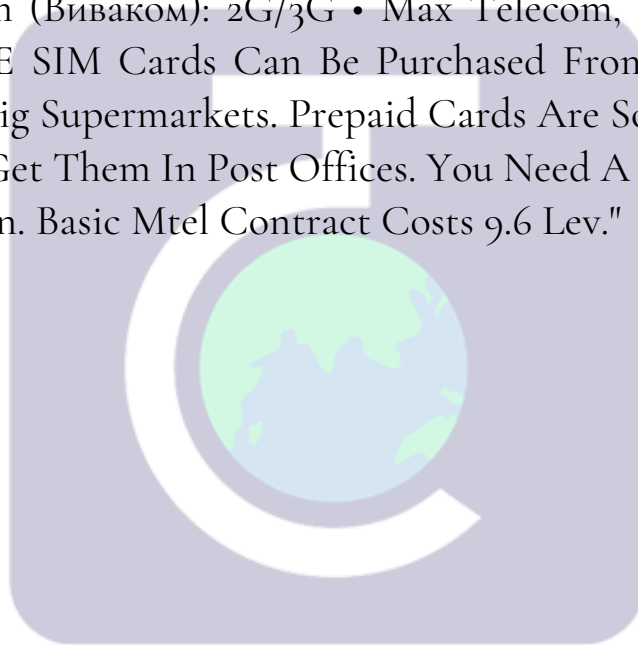 (Виваком): 2G/3G • Max Telecom,
E SIM Cards Can Be Purchased From
ig Supermarkets. Prepaid Cards Are
Get Them In Post Offices. You Need A
n. Basic Mtel Contract Costs 9.6 Lev."